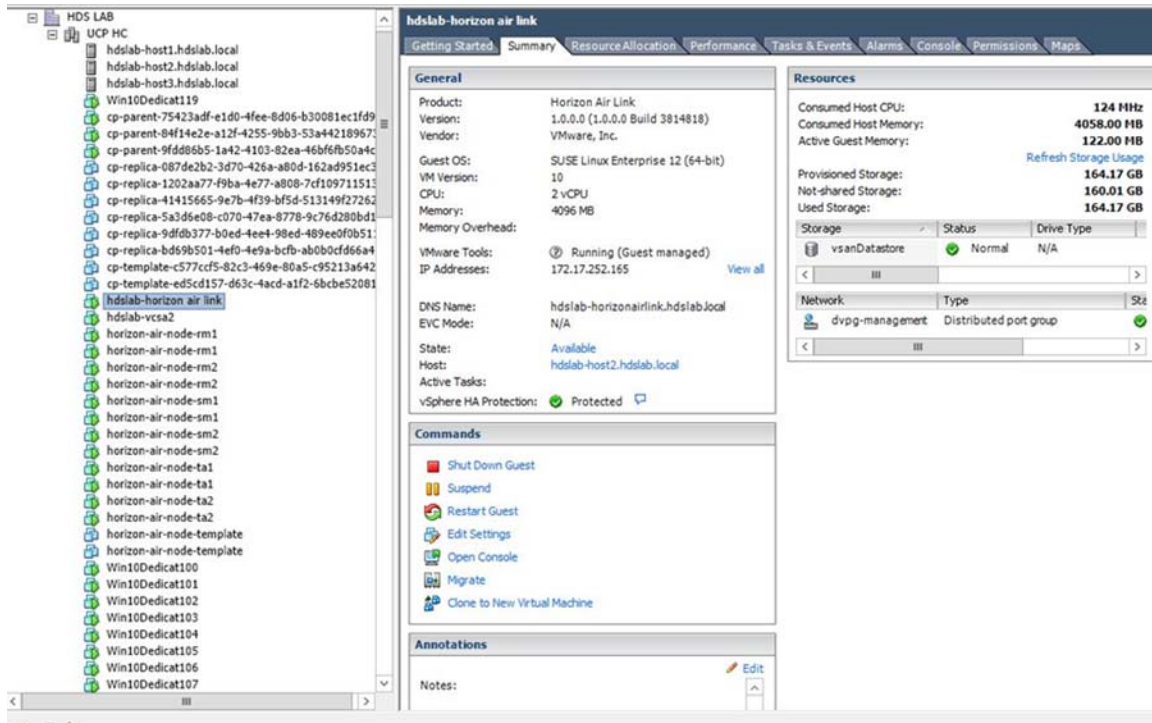 HDS LAB
UCP HC
hdslab-host1.hdslab.local
hdslab-host2.hdslab.local
hdslab-host3.hdslab.local
Win10Dedicat119
cp-parent-75423adf-e1d0-4fee-8d06-b30081ec1fd9
cp-parent-84f14e2e-a12f-4255-9bb3-53a442189673
cp-parent-9fdd86b5-1a42-4103-82ea-46bf6fb50a4c
cp-replica-087de2b2-3d70-426a-a80d-162ad951ec3
cp-replica-1202aa77-f9ba-4e77-a808-7cf109711513
cp-replica-41415665-9e7b-4f39-bf5d-513149f27262
cp-replica-5a3d6e08-c070-47ea-8778-9c76d280bd1
cp-replica-9dfdb377-b0ed-4ee4-98ed-489ee0f0b51
cp-replica-bd69b501-4ef0-4e9a-bcfb-ab0b0cfd66a4
cp-template-c577ccf5-82c3-469e-80a5-c95213a642
cp-template-ed5cd157-d63c-4acd-a1f2-6bcbe52081
hdslab-horizon air link
hdslab-vcsa2
horizon-air-node-rm1
horizon-air-node-rm1
horizon-air-node-rm2
horizon-air-node-rm2
horizon-air-node-sm1
horizon-air-node-sm1
horizon-air-node-sm2
horizon-air-node-sm2
horizon-air-node-ta1
horizon-air-node-ta1
horizon-air-node-ta2
horizon-air-node-ta2
horizon-air-node-template
horizon-air-node-template
Win10Dedicat100
Win10Dedicat101
Win10Dedicat102
Win10Dedicat103
Win10Dedicat104
Win10Dedicat105
Win10Dedicat106
Win10Dedicat107
hdslab-horizon air link
Getting Started Summary Resource Allocation Performance Tasks & Events Alarms Console Permissions Maps
General
Product: Horizon Air Link
Version: 1.0.0.0 (1.0.0.0 Build 3814818)
Vendor: VMware, Inc.
Guest OS: SUSE Linux Enterprise 12 (64-bit)
VM Version: 10
CPU: 2 vCPU
Memory: 4096 MB
Memory Overhead:
VMware Tools: Running (Guest managed)
IP Addresses: 172.17.252.165 View all
DNS Name: hdslab-horizonairlink.hdslab.local
EVC Mode: N/A
State: Available
Host: hdslab-host2.hdslab.local
Active Tasks:
vSphere HA Protection: Protected
Commands
Shut Down Guest
Suspend
Restart Guest
Edit Settings
Open Console
Migrate
Clone to New Virtual Machine
Annotations
Edit
Notes:
Resources
Consumed Host CPU: 124 MHz
Consumed Host Memory: 4058.00 MB
Active Guest Memory: 122.00 MB
Refresh Storage Usage
Provisioned Storage: 164.17 GB
Not-shared Storage: 160.01 GB
Used Storage: 164.17 GB
Storage Status Drive Type
vsanDatastore Normal N/A
Network Type Sta
dvpg-management Distributed port group